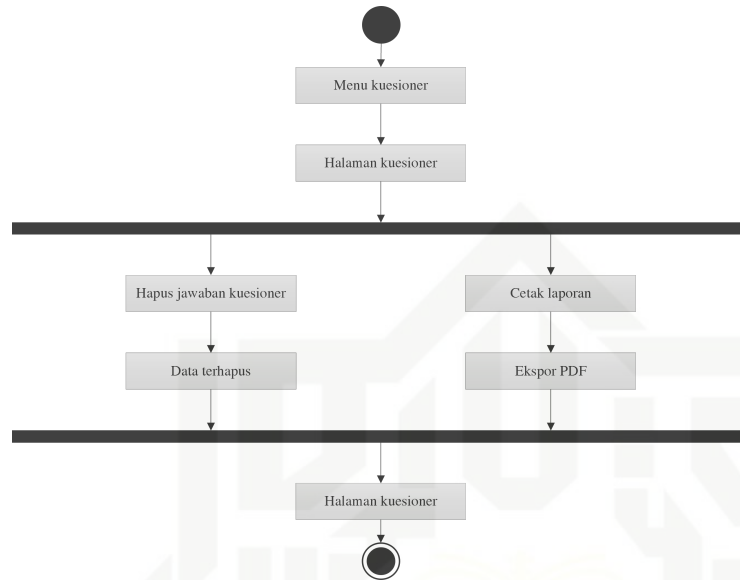 Menu kuesioner
Halaman kuesioner
Hapus jawaban kuesioner
Cetak laporan
Data terhapus
Ekspor PDF
Halaman kuesioner